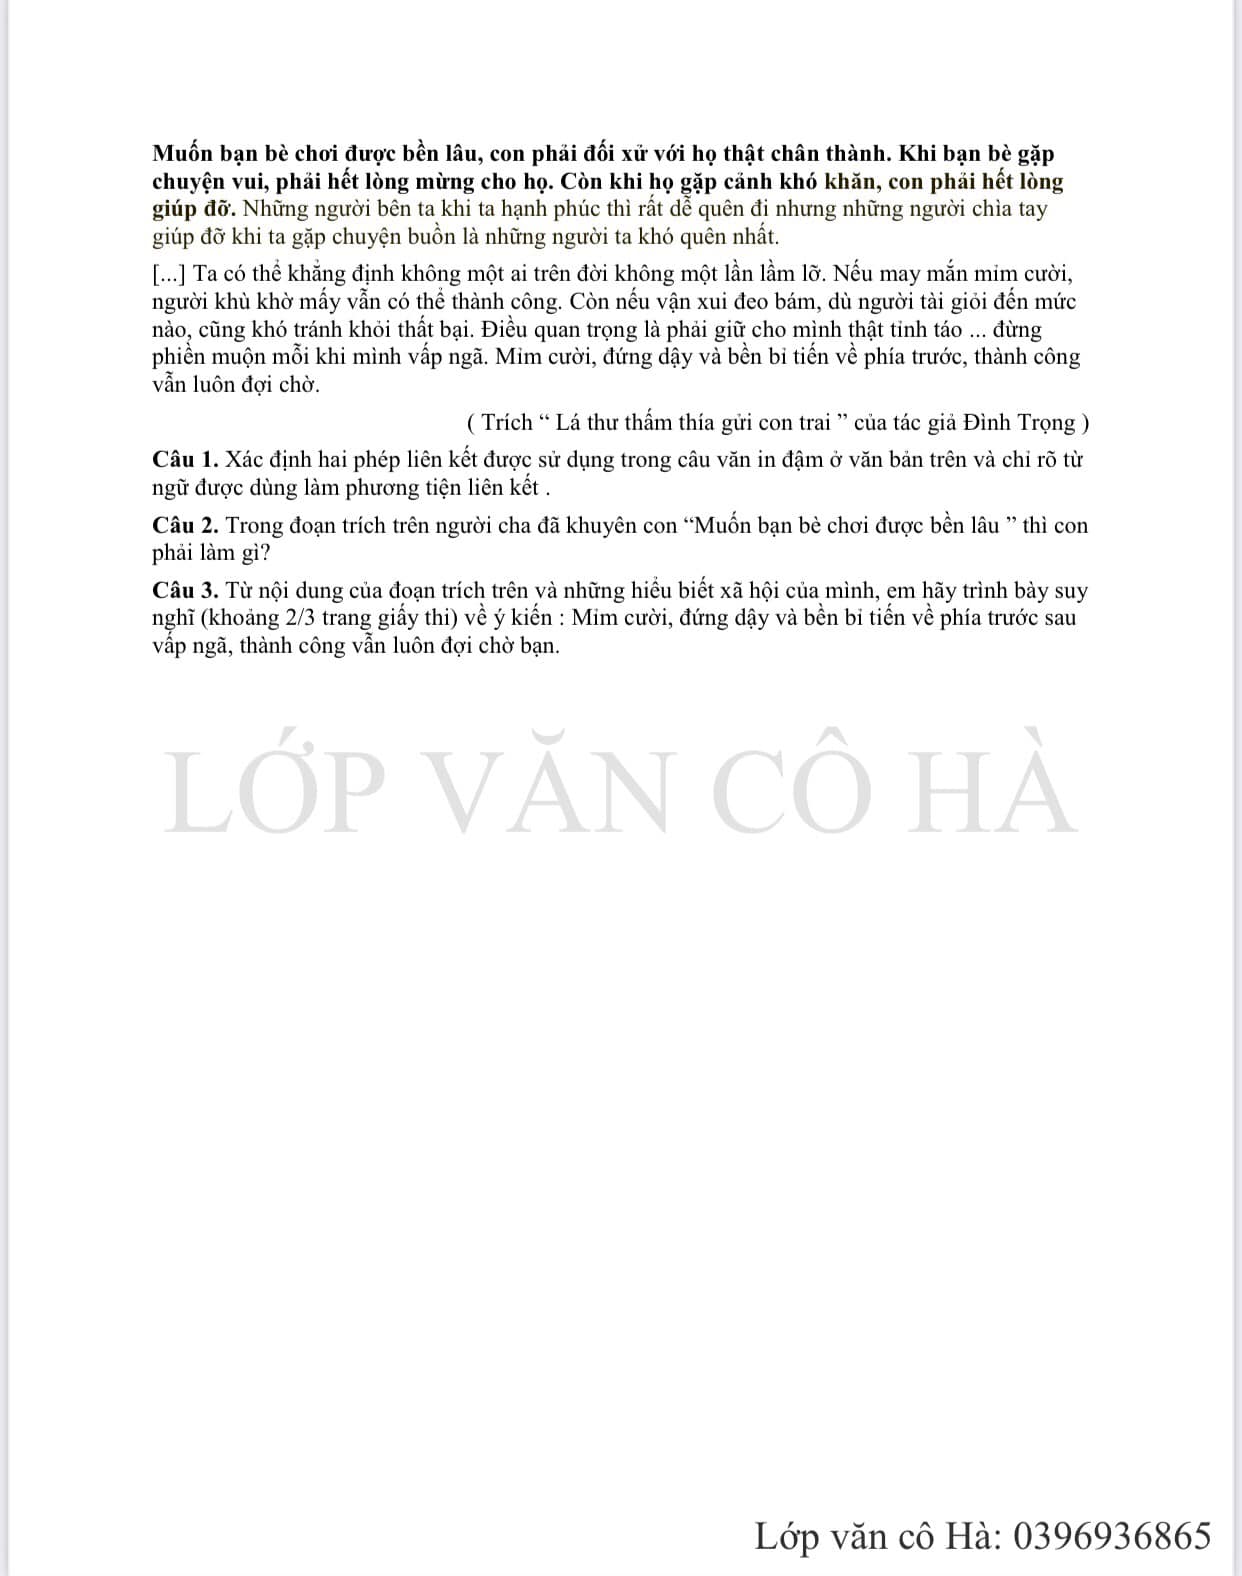 Muốn bạn bè chơi được bền lâu, con phải đối xử với họ thật chân thành. Khi bạn bè gặp
chuyện vui, phải hết lòng mừng cho họ. Còn khi họ gặp cảnh khó khăn, con phải hết lòng
giúp đỡ. Những người bên ta khi ta hạnh phúc thì rất dễ quên đi nhưng những người chìa tay
giúp đỡ khi ta gặp chuyện buồn là những người ta khó quên nhất.
[...] Ta có thể khẳng định không một ai trên đời không một lần lầm lỡ. Nếu may mắn mỉm cười,
người khù khờ mấy vẫn có thể thành công. Còn nếu vận xui đeo bám, dù người tài giỏi đến mức
nào, cũng khó tránh khỏi thất bại. Điều quan trọng là phải giữ cho mình thật tỉnh táo ... đừng
phiền muộn mỗi khi mình vấp ngã. Mỉm cười, đứng dậy và bền bỉ tiến về phía trước, thành công
vẫn luôn đợi chờ.
( Trích “ Lá thư thấm thía gửi con trai ” của tác giả Đình Trọng )
Câu 1. Xác định hai phép liên kết được sử dụng trong câu văn in đậm ở văn bản trên và chỉ rõ từ
ngữ được dùng làm phương tiện liên kết .
Câu 2. Trong đoạn trích trên người cha đã khuyên con “Muốn bạn bè chơi được bền lâu ” thì con
phải làm gì?
Câu 3. Từ nội dung của đoạn trích trên và những hiểu biết xã hội của mình, em hãy trình bày suy
nghĩ (khoảng 2/3 trang giấy thi) về ý kiến : Mỉm cười, đứng dậy và bền bỉ tiến về phía trước sau
vấp ngã, thành công vẫn luôn đợi chờ bạn.
LỚP VĂN CÔ HÀ
Lớp văn cô Hà: 0396936865